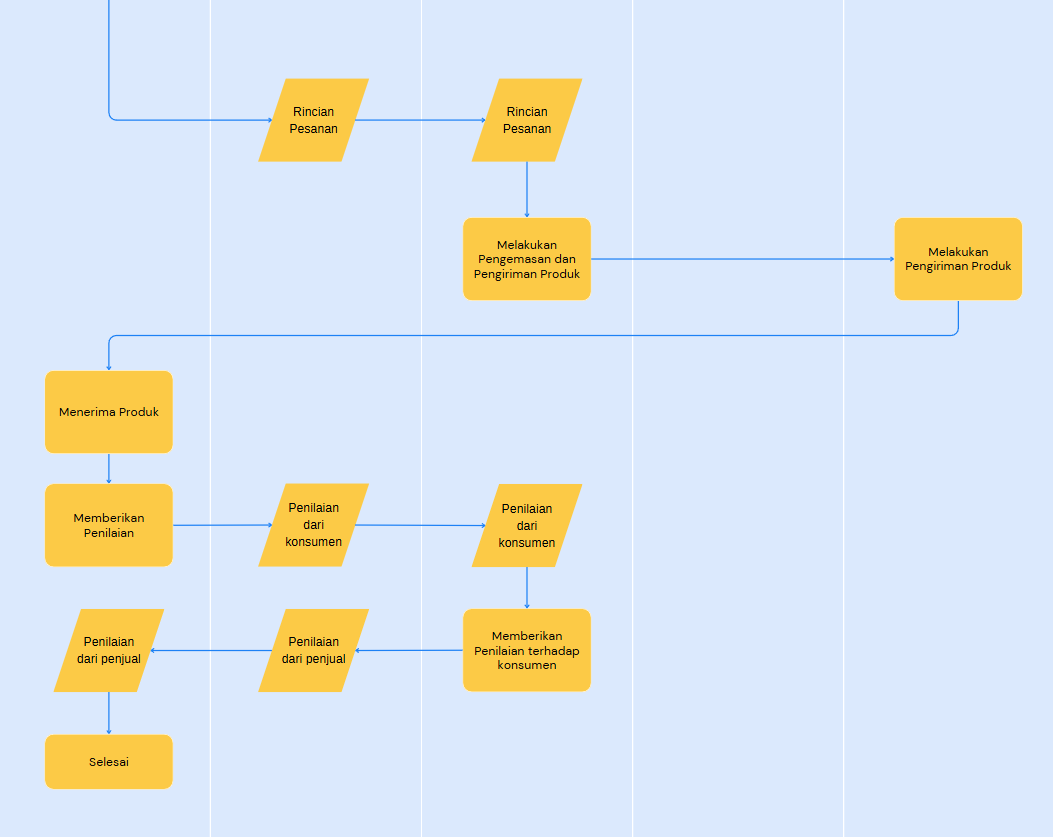 Rincian
Pesanan
Rincian
Pesanan
Melakukan
Pengemasan dan
Pengiriman Produk
Melakukan
Pengiriman Produk
Menerima Produk
Memberikan
Penilaian
Penilaian
dari
konsumen
Penilaian
dari
konsumen
Memberikan
Penilaian terhadap
konsumen
Penilaian
dari penjual
Penilaian
dari penjual
Selesai